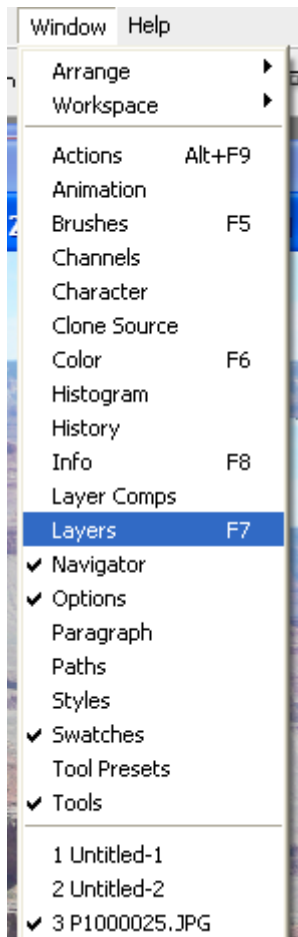 Window Help
Arrange
Workspace
Actions Alt+F9
Animation
Brushes F5
Channels
Character
Clone Source
Color F6
Histogram
History
Info F8
Layer Comps
Layers F7
Navigator
Options
Paragraph
Paths
Styles
Swatches
Tool Presets
Tools
1 Untitled-1
2 Untitled-2
3 P1000025.JPG